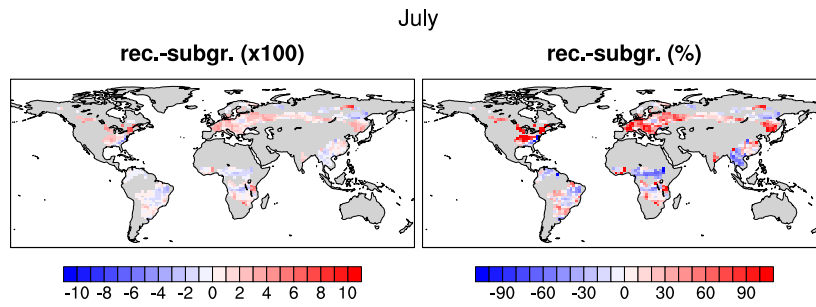 July
rec.-subgr. (x100)
rec.-subgr. (%)
-10 -8 -6 -4 -2 0 2 4 6 8 10
-90 -60 -30 0 30 60 90